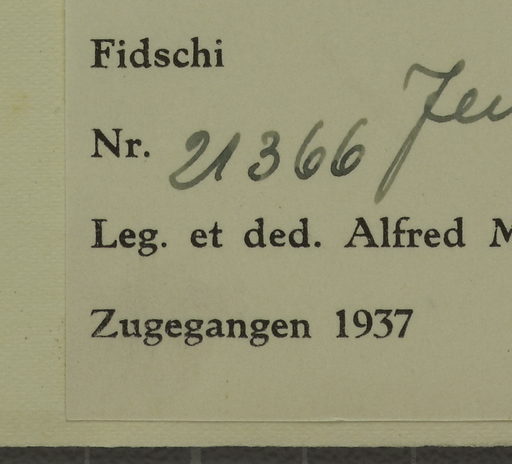 Fidschi
Nr. 21366
Leg. et ded. Alfred
Zugegangen 1937